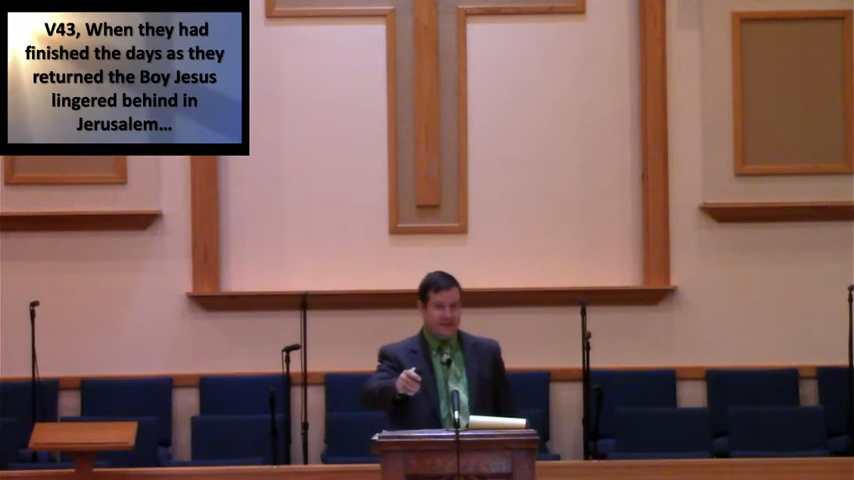 V43, When they had
finished the days as they
returned the Boy Jesus
lingered behind in
Jerusalem...